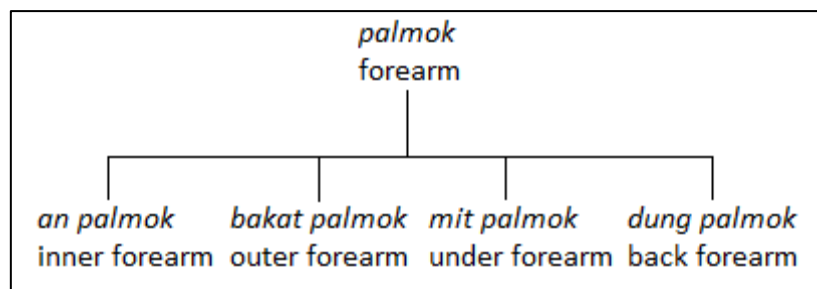 palmok
forearm
an palmok bakat palmok mit palmok dung palmok
inner forearm outer forearm under forearm back forearm